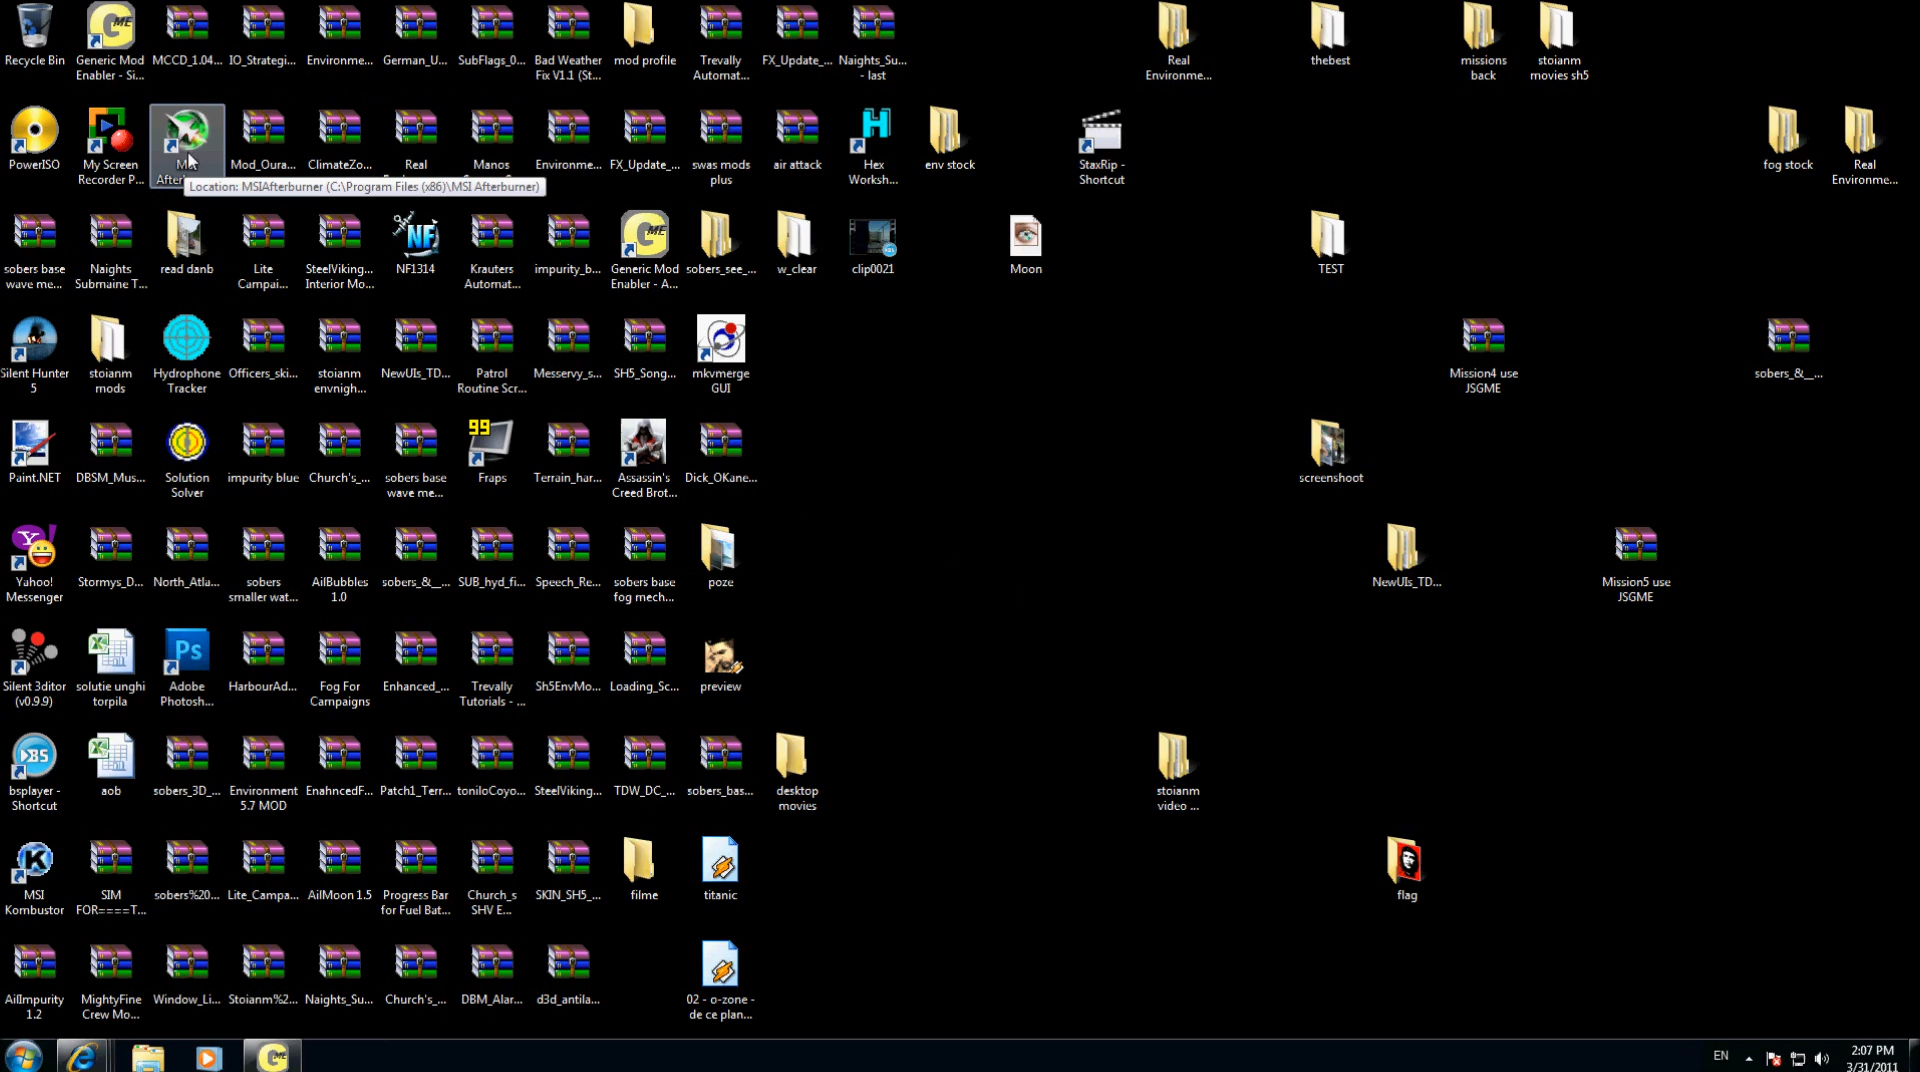 Recycle Bin
Generic Mod
Enabler - Si...
MCCD_1.04...
IO_Strategi...
Environme...
German_U...
SubFlags_0...
Bad Weather
Fix V1.1 (St...
mod profile
Trevally
Automat...
FX_Update_...
Naights_Su...
- last
Real
Environme...
thebest
missions
back
stoianm
movies sh5
PowerISO
My Screen
Recorder P...
Mod_Oura...
ClimateZo...
Real
Manos
Environme...
FX_Update_...
swas mods
plus
air attack
Hex
Worksh...
env stock
StaxRip -
Shortcut
fog stock
Real
Environme...
Location: MSIAfterburner (C:\Program Files (x86)\MSI Afterburner)
sobers base
wave me...
Naights
Submaine T...
read danb
Lite
Campai...
SteelViking...
Interior Mo...
NF
NF1314
Krauters
Automat...
impurity_b...
Generic Mod
Enabler - A...
sobers_see_...
w_clear
clip0021
Moon
TEST
Silent Hunter
5
stoianm
mods
Hydrophone
Tracker
Officers_ski...
stoianm
envnigh...
NewUIs_TD...
Patrol
Routine Scr...
Messervy_s...
SH5_Song...
mkvmerge
GUI
Mission4 use
JSGME
sobers_&__...
Paint.NET
DBSM_Mus...
Solution
Solver
impurity blue
Church's_...
sobers base
wave me...
99
Fraps
Terrain_har...
Assassin's
Creed Brot...
Dick_OKane...
screenshoot
Yahoo!
Messenger
Stormys_D...
North_Atla...
sobers
smaller wat...
AilBubbles
1.0
sobers_&__...
SUB_hyd_fi...
Speech_Re...
sobers base
fog mech...
poze
NewUIs_TD...
Mission5 use
JSGME
Silent 3ditor
(v0.9.9)
solutie unghi
torpila
Ps
Adobe
Photosh...
HarbourAd...
Fog For
Campaigns
Enhanced_...
Trevally
Tutorials - ...
Sh5EnvMo...
Loading_Sc...
preview
bsplayer -
Shortcut
aob
sobers_3D_...
Environment
5.7 MOD
EnahncedF...
Patch1_Terr...
toniloCoyo...
SteelViking...
TDW_DC_...
sobers_bas...
desktop
movies
stoianm
video ...
MSI
Kombustor
SIM
FOR====T...
sobers%20...
Lite_Campa...
AilMoon 1.5
Progress Bar
for Fuel Bat...
Church_s
SHV E...
SKIN_SH5_...
filme
titanic
flag
AilImpurity
1.2
MightyFine
Crew Mo...
Window_Li...
Stoianm%2...
Naights_Su...
Church's_...
DBM_Alar...
d3d_antila...
02 - o-zone -
de ce plan...
EN
2:07 PM
3/31/2011